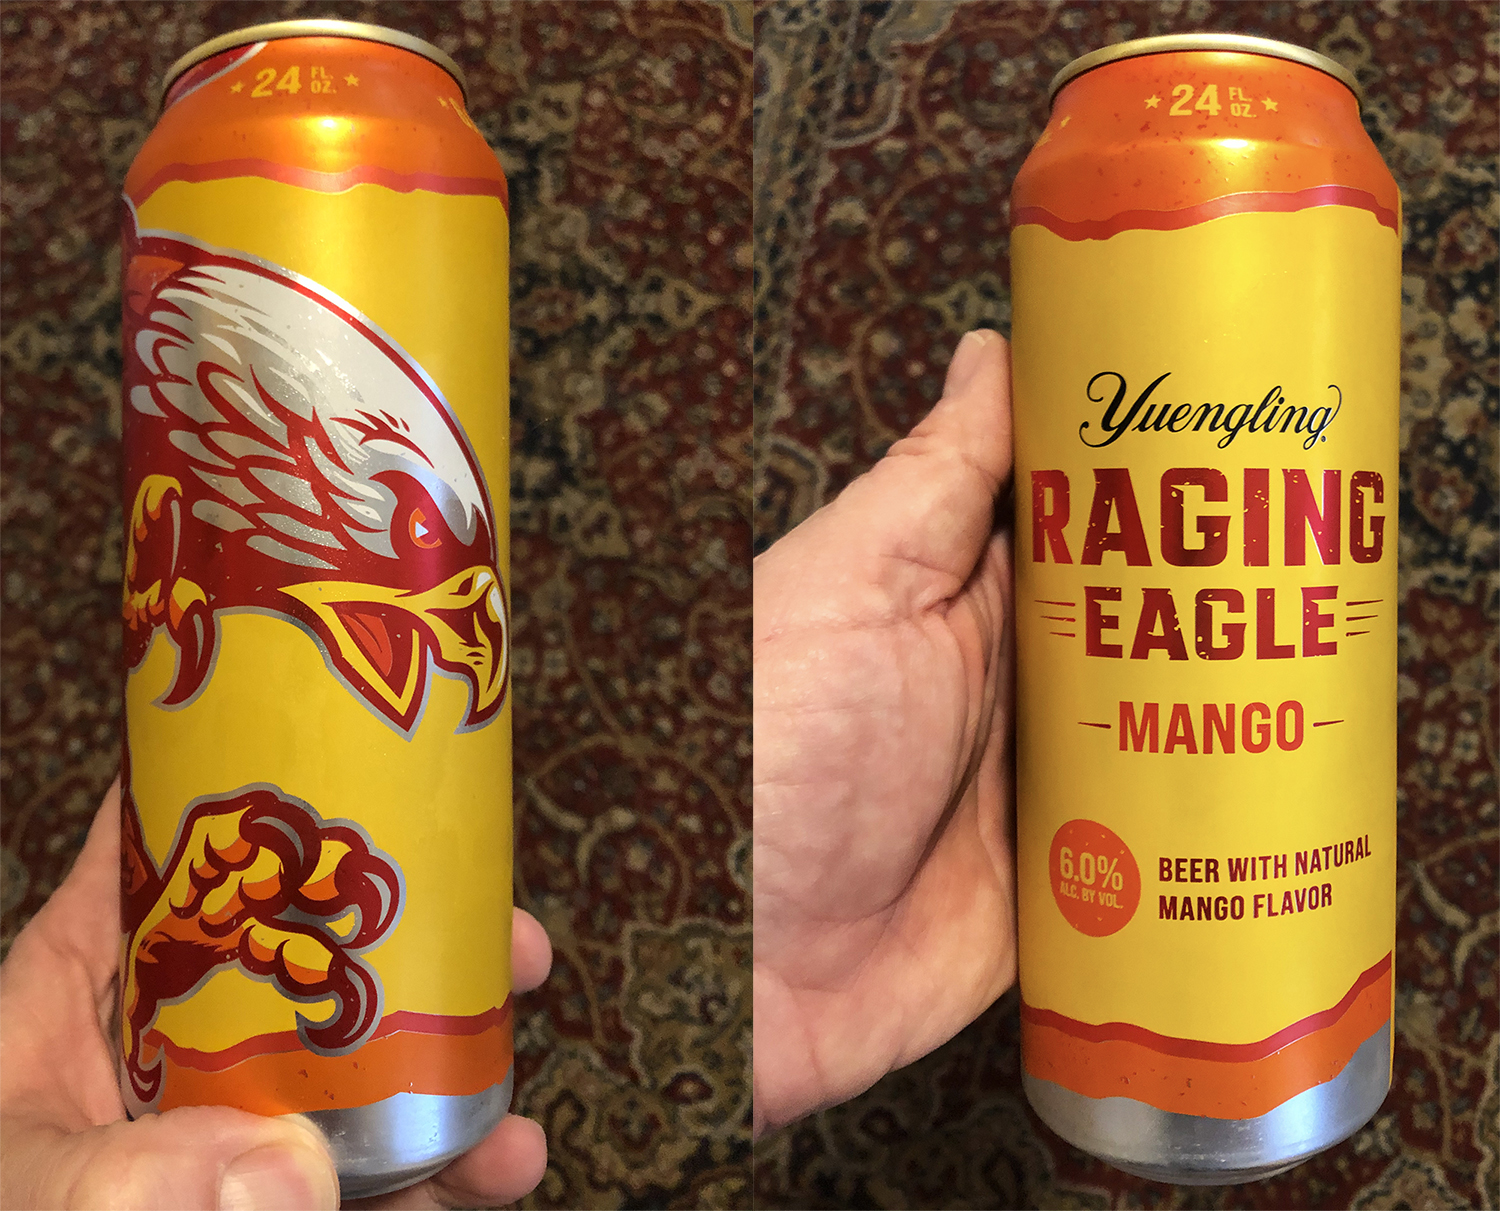 ★ 24 FL. OZ. ★
★ 24 FL. OZ. ★
Yuengling®
RAGING
EAGLE
MANGO
6.0%
ALC. BY VOL.
BEER WITH NATURAL
MANGO FLAVOR